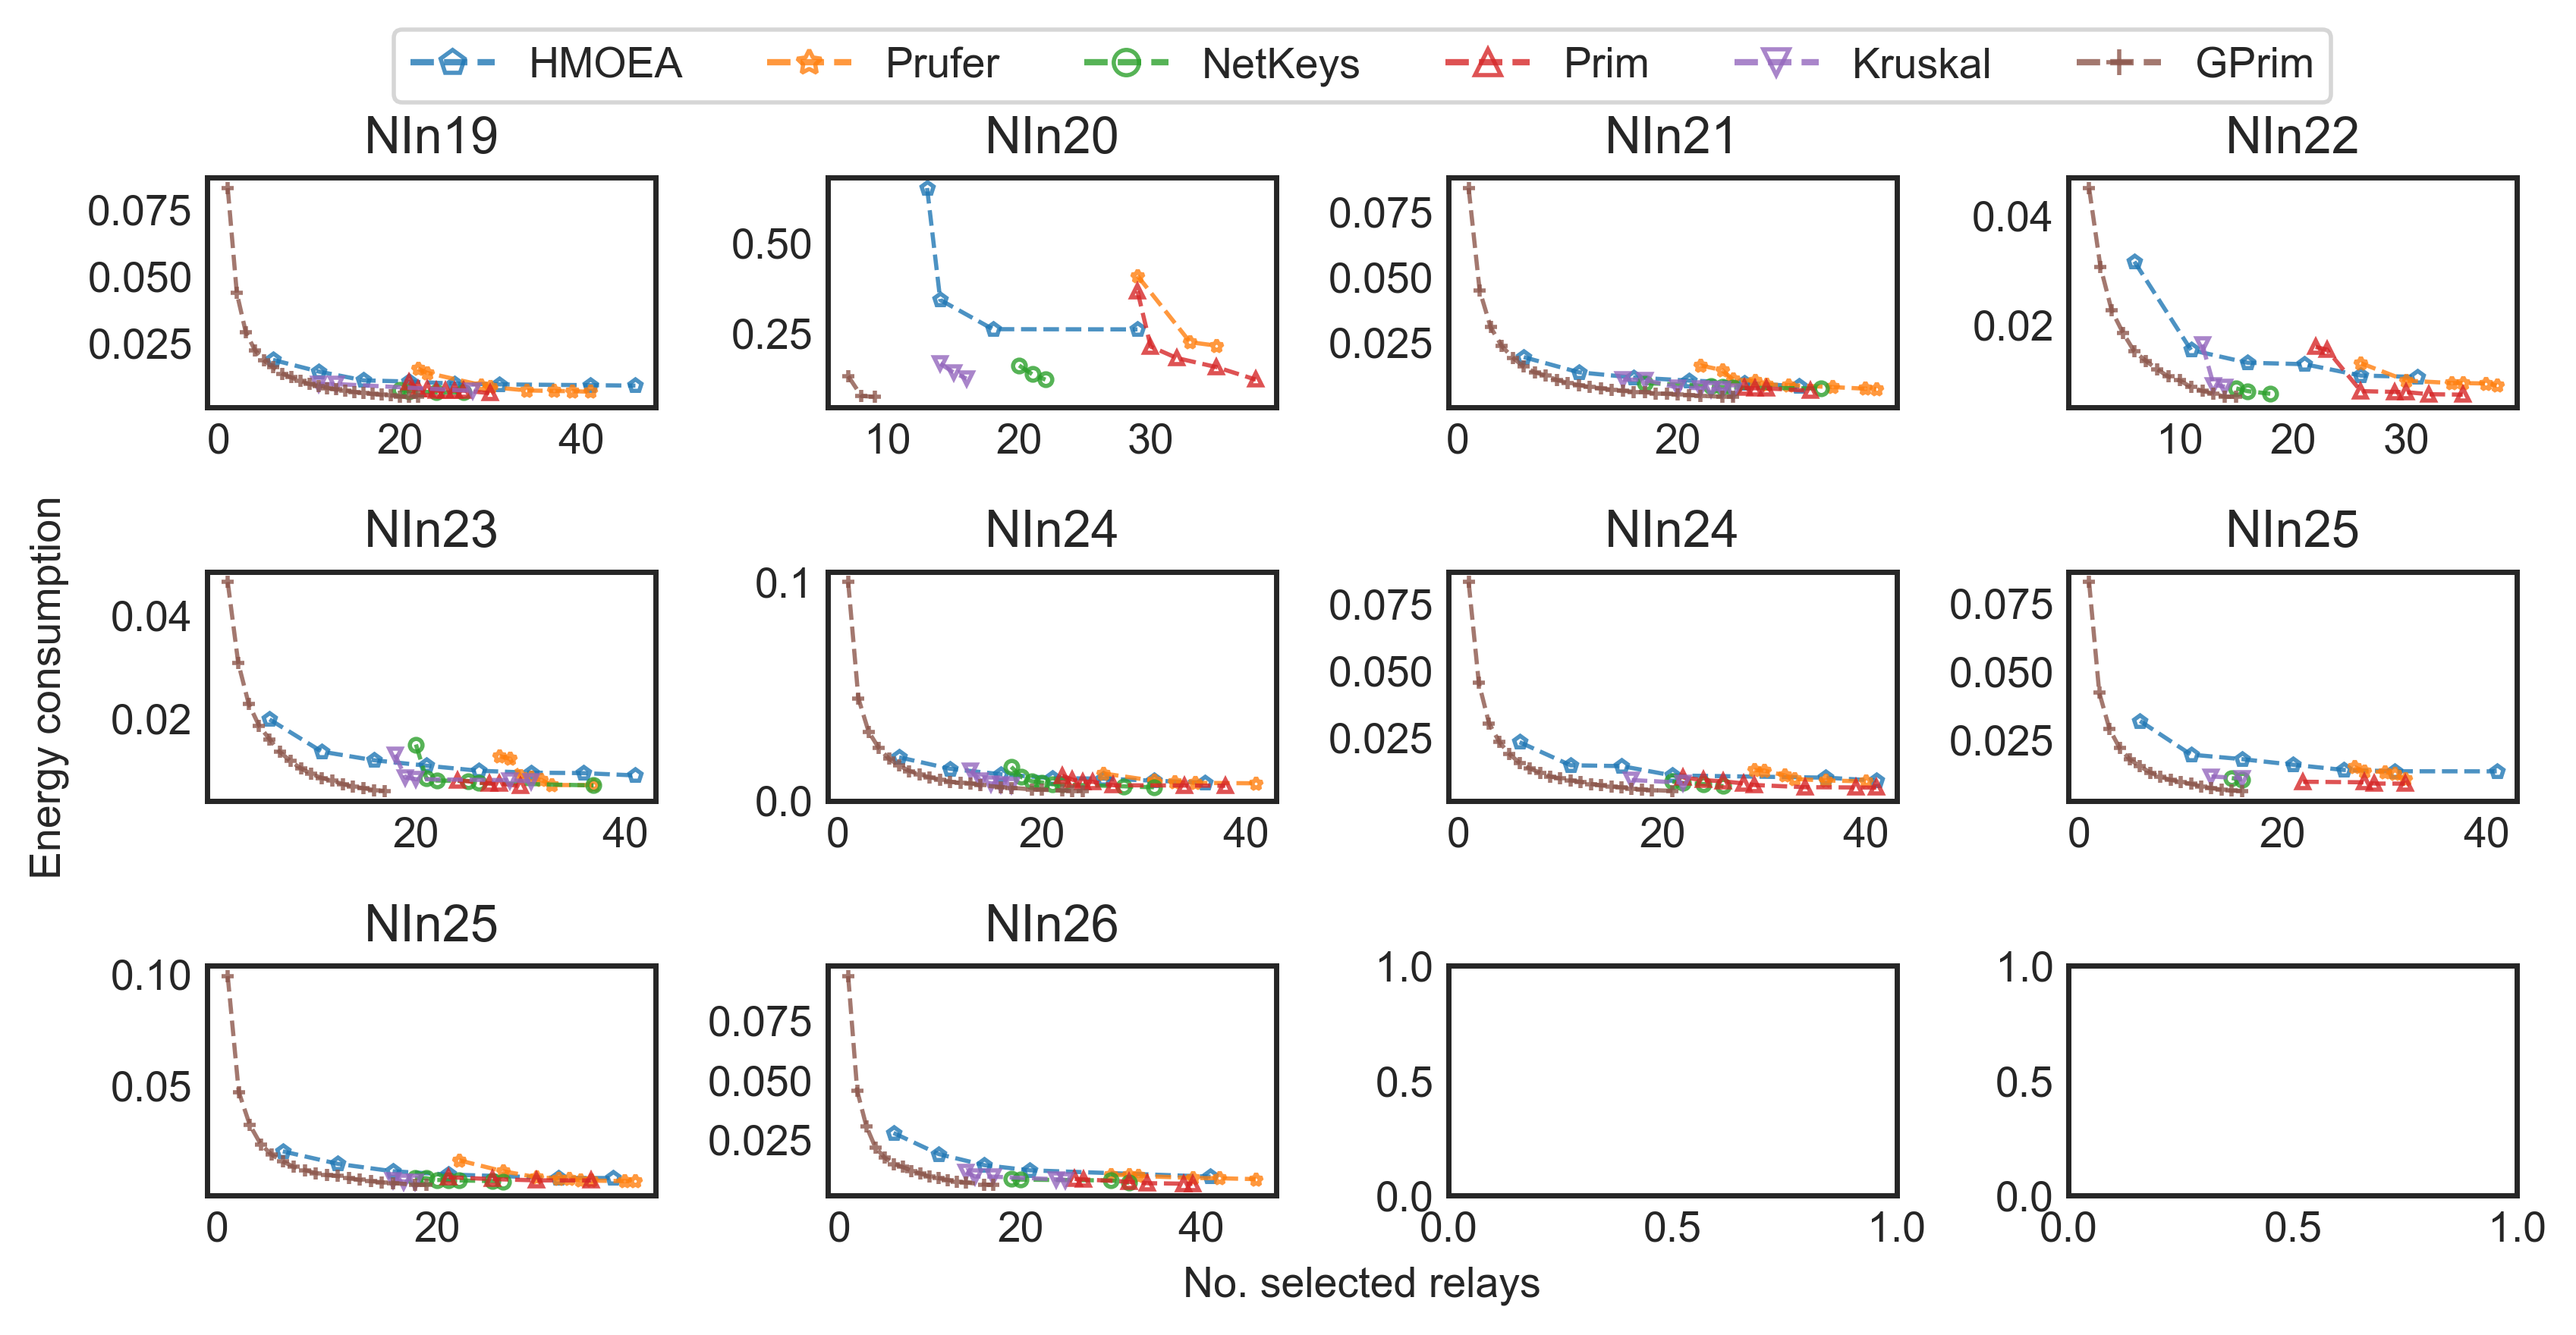 HMOEA Prufer NetKeys Prim Kruskal GPrim
NIn19 NIn20 NIn21 NIn22
0.075 0.050 0.025
0 20 40
0.50 0.25
10 20 30
0.075 0.050 0.025
0 20
0.04 0.02
10 20 30
Energy consumption
NIn23 NIn24 NIn24 NIn25
0.04 0.02
20 40
0.1 0.0
0 20 40
0.075 0.050 0.025
0 20 40
0.075 0.050 0.025
0 20 40
NIn25 NIn26
0.10 0.05
0 20
0.075 0.050 0.025
0 20 40
1.0 0.5 0.0
0.0 0.5 1.0
1.0 0.5 0.0
0.0 0.5 1.0
No. selected relays